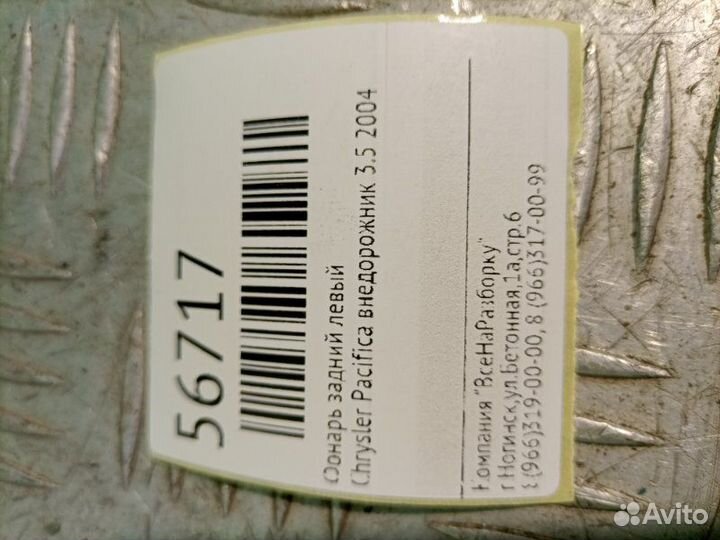 56717
Фонарь задний левый
Chrysler Pacifica внедорожник 3.5 2004
Компания "ВсеНаРазборку"
г.Ногинск,ул.Бетонная,1а,стр.6
8 (966)319-00-00, 8 (966)317-00-99
Avito